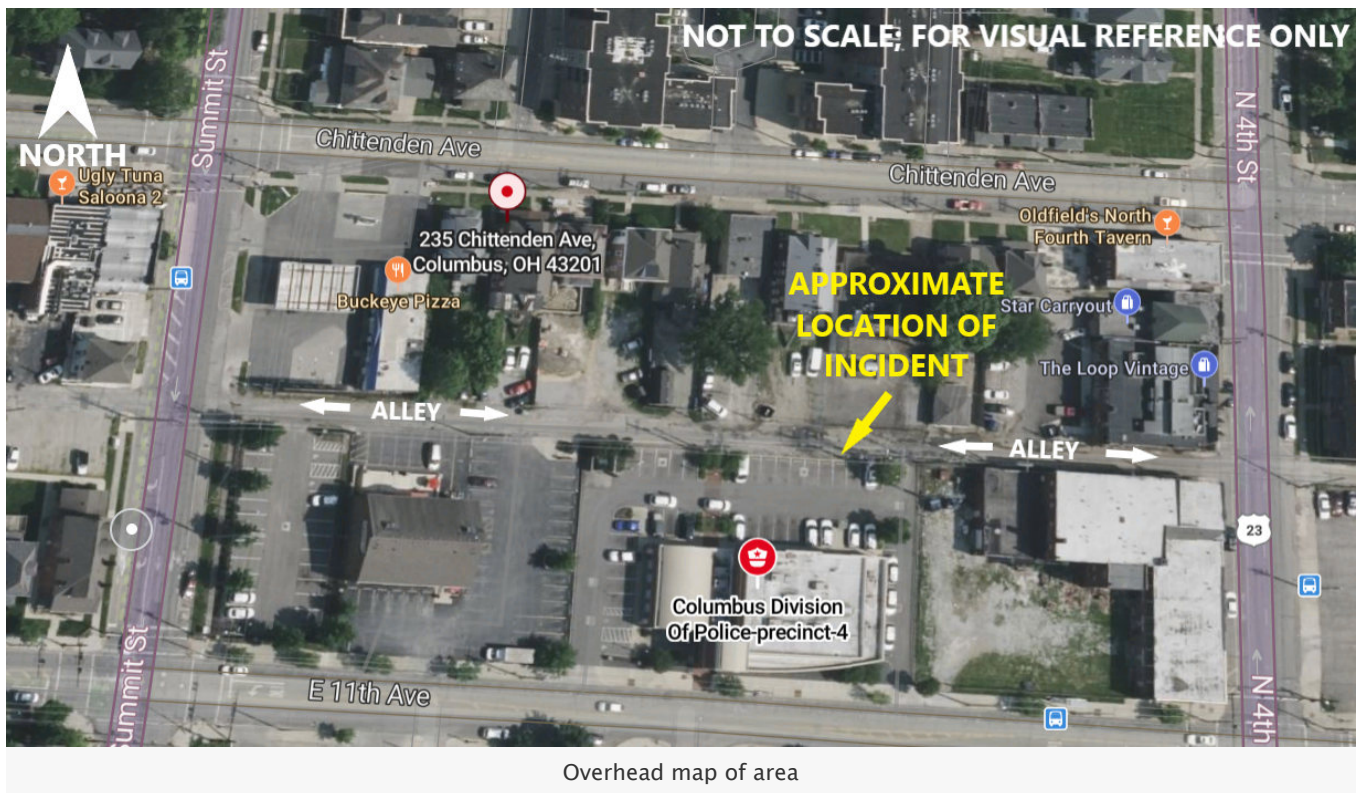 NOT TO SCALE; FOR VISUAL REFERENCE ONLY
NORTH
Summit St
Chittenden Ave
Chittenden Ave
N 4th St
Ugly Tuna
Saloona 2
235 Chittenden Ave,
Columbus, OH 43201
Oldfield's North
Fourth Tavern
Buckeye Pizza
APPROXIMATE
LOCATION OF
INCIDENT
Star Carryout
The Loop Vintage
ALLEY
ALLEY
23
Columbus Division
Of Police-precinct-4
Summit St
E 11th Ave
N 4th
Overhead map of area